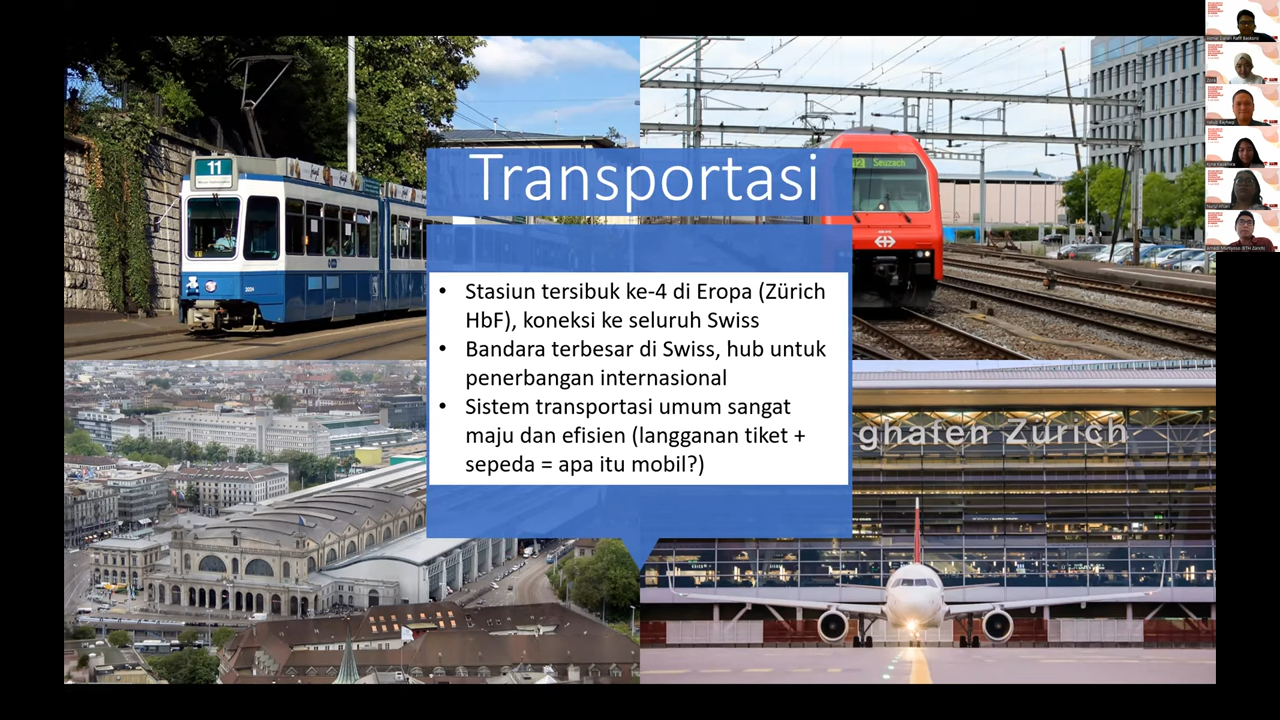 Transportasi
• Stasiun tersibuk ke-4 di Eropa (Zürich
HbF), koneksi ke seluruh Swiss
• Bandara terbesar di Swiss, hub untuk
penerbangan internasional
• Sistem transportasi umum sangat
maju dan efisien (langganan tiket +
sepeda = apa itu mobil?)
11
12 Seuzach
ghafen Zürich
Zora